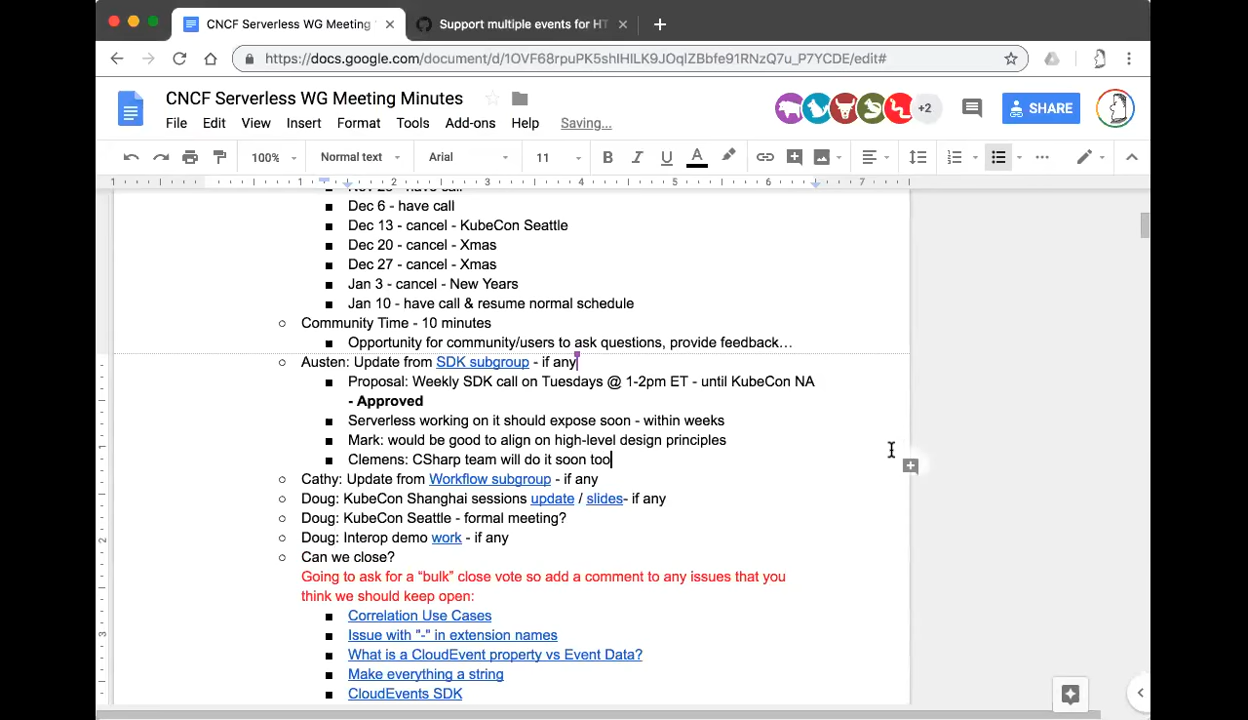 CNCF Serverless WG Meeting
Support multiple events for HT
https://docs.google.com/document/d/1OVF68rpuPK5shIHILK9JOqlZBbfe91RNzQ7u_P7YCDE/edit#
CNCF Serverless WG Meeting Minutes
+2
SHARE
File Edit View Insert Format Tools Add-ons Help Saving...
100% Normal text Arial 11 B I U A
1 1 2 3 4 5 6 7
Dec 6 - have call
Dec 13 - cancel - KubeCon Seattle
Dec 20 - cancel - Xmas
Dec 27 - cancel - Xmas
Jan 3 - cancel - New Years
Jan 10 - have call & resume normal schedule
Community Time - 10 minutes
Opportunity for community/users to ask questions, provide feedback…
Austen: Update from SDK subgroup - if any
Proposal: Weekly SDK call on Tuesdays @ 1-2pm ET - until KubeCon NA
- Approved
Serverless working on it should expose soon - within weeks
Mark: would be good to align on high-level design principles
Clemens: CSharp team will do it soon too
Cathy: Update from Workflow subgroup - if any
Doug: KubeCon Shanghai sessions update / slides- if any
Doug: KubeCon Seattle - formal meeting?
Doug: Interop demo work - if any
Can we close?
Going to ask for a “bulk” close vote so add a comment to any issues that you
think we should keep open:
Correlation Use Cases
Issue with "-" in extension names
What is a CloudEvent property vs Event Data?
Make everything a string
CloudEvents SDK